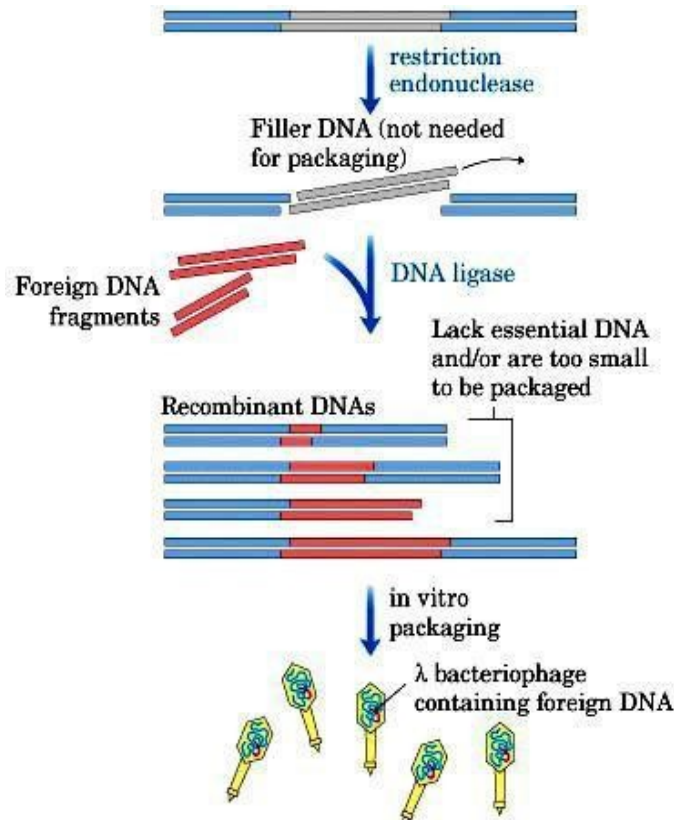 restriction
endonuclease
Filler DNA (not needed
for packaging)
Foreign DNA
fragments
DNA ligase
Lack essential DNA
and/or are too small
to be packaged
Recombinant DNAs
in vitro
packaging
λ bacteriophage
containing foreign DNA